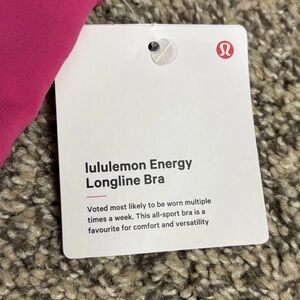 lululemon Energy
Longline Bra
Voted most likely to be worn multiple
times a week. This all-sport bra is a
favourite for comfort and versatility